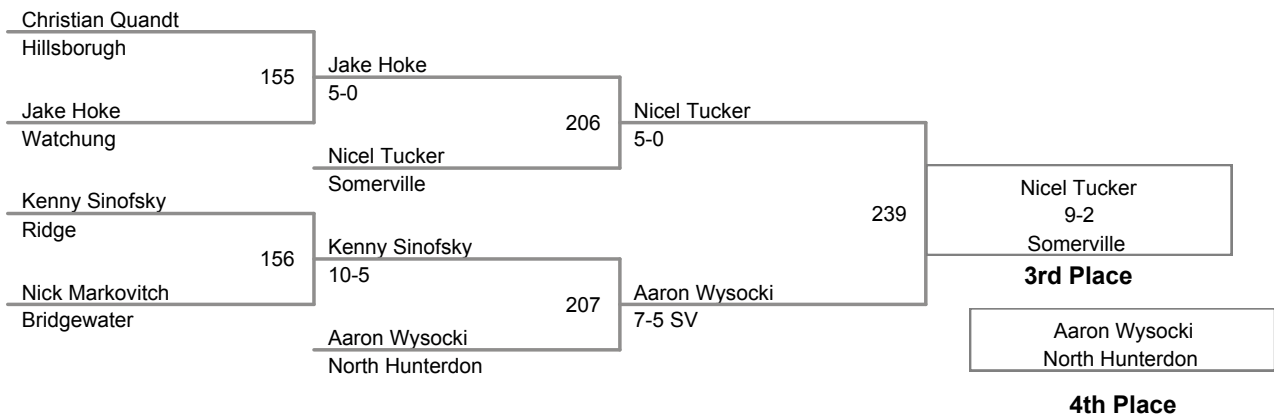 Christian Quandt
Hillsborugh
155
Jake Hoke
5-0
Jake Hoke
Watchung
206
Nicel Tucker
5-0
Nicel Tucker
Somerville
Kenny Sinofsky
Ridge
239
Nicel Tucker
9-2
Somerville
3rd Place
156
Kenny Sinofsky
10-5
Nick Markovitch
Bridgewater
207
Aaron Wysocki
7-5 SV
Aaron Wysocki
North Hunterdon
Aaron Wysocki
North Hunterdon
4th Place